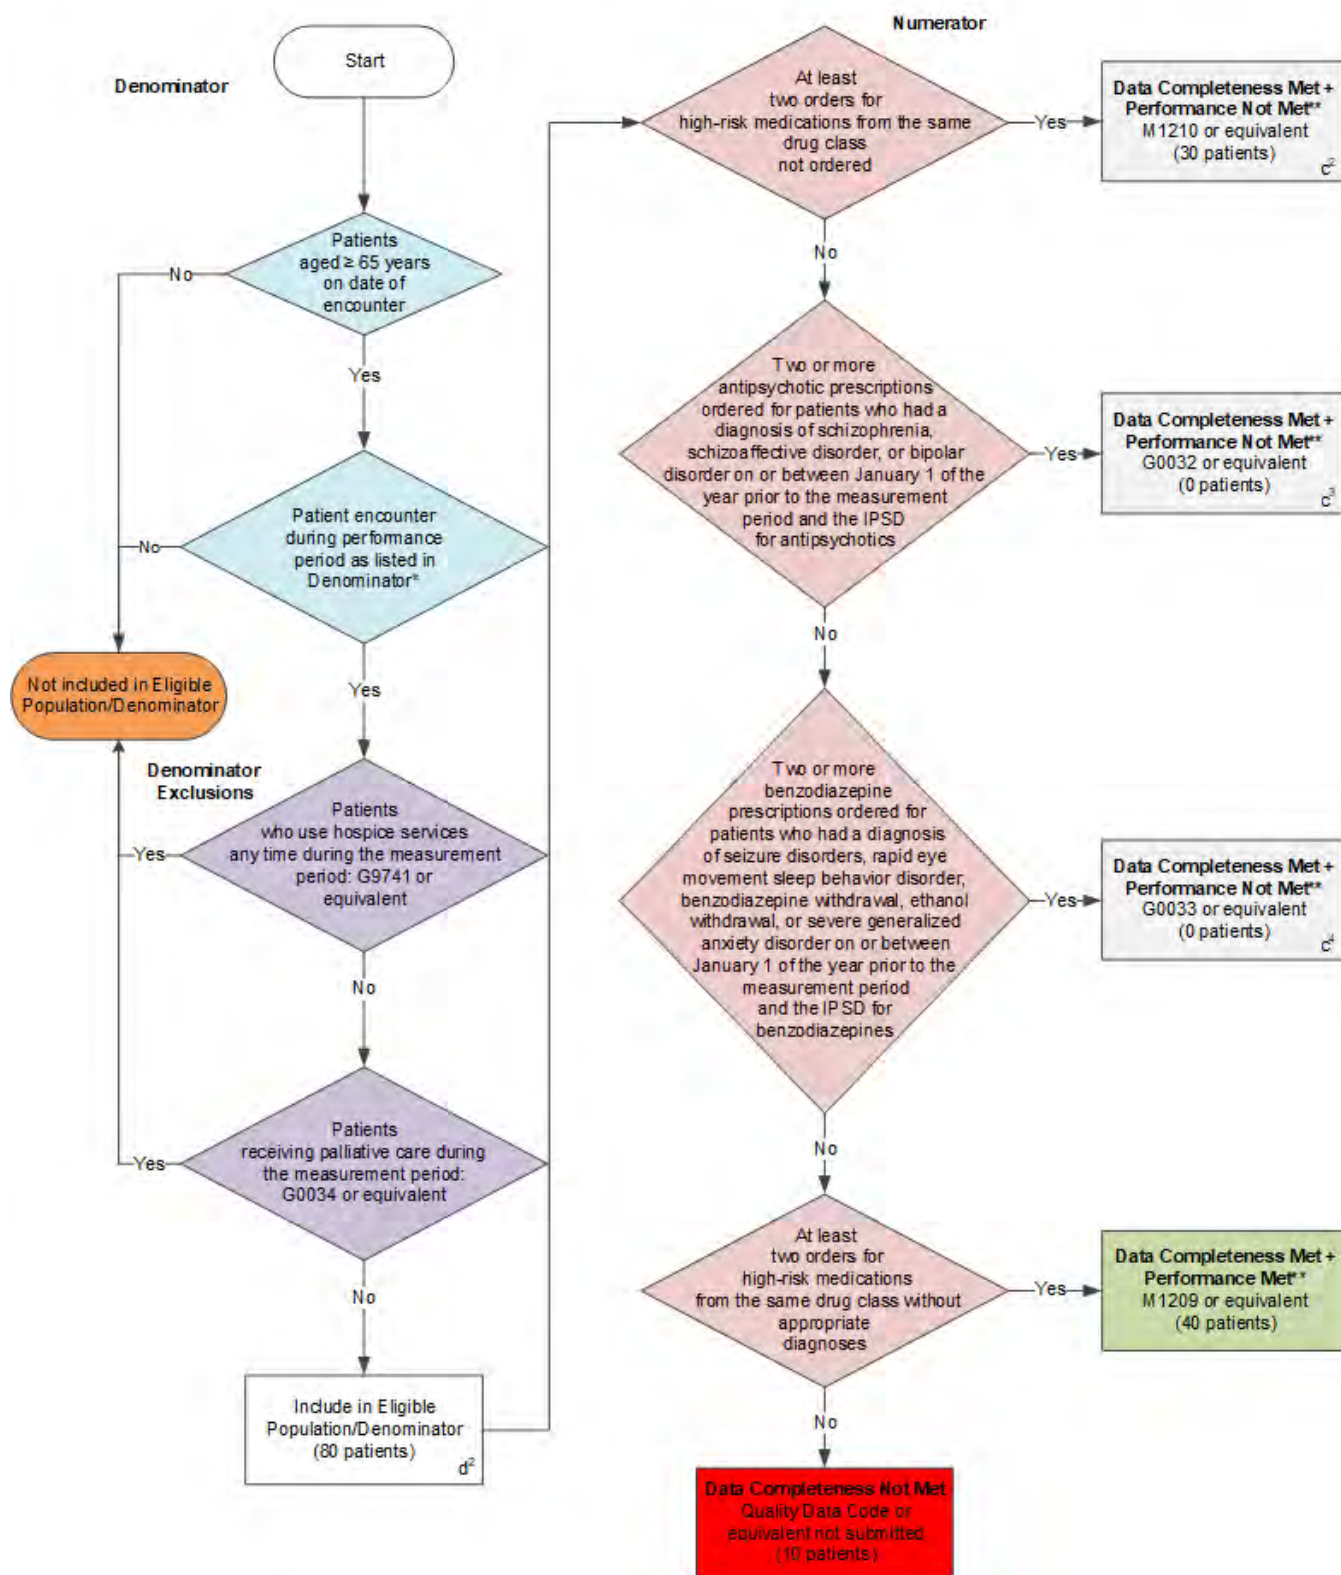 Denominator
Start
Patients
aged ≥ 65 years
on date of
encounter
No
Yes
Patient encounter
during performance
period as listed in
Denominator*
No
Yes
Not included in Eligible
Population/Denominator
Denominator
Exclusions
Patients
who use hospice services
any time during the measurement
period: G9741 or
equivalent
Yes
No
Patients
receiving palliative care during
the measurement period:
G0034 or equivalent
Yes
No
Include in Eligible
Population/Denominator
(80 patients)
d²
Numerator
At least
two orders for
high-risk medications from the same
drug class
not ordered
Yes
Data Completeness Met +
Performance Not Met**
M1210 or equivalent
(30 patients)
c²
No
Two or more
antipsychotic prescriptions
ordered for patients who had a
diagnosis of schizophrenia,
schizoaffective disorder, or bipolar
disorder on or between January 1 of the
year prior to the measurement
period and the IPSD
for antipsychotics
Yes
Data Completeness Met +
Performance Not Met**
G0032 or equivalent
(0 patients)
c³
No
Two or more
benzodiazepine
prescriptions ordered for
patients who had a diagnosis
of seizure disorders, rapid eye
movement sleep behavior disorder,
benzodiazepine withdrawal, ethanol
withdrawal, or severe generalized
anxiety disorder on or between
January 1 of the year prior to the
measurement period
and the IPSD for
benzodiazepines
Yes
Data Completeness Met +
Performance Not Met**
G0033 or equivalent
(0 patients)
c⁴
No
At least
two orders for
high-risk medications
from the same drug class without
appropriate
diagnoses
Yes
Data Completeness Met +
Performance Met**
M1209 or equivalent
(40 patients)
No
Data Completeness Not Met
Quality Data Code or
equivalent not submitted
(10 patients)